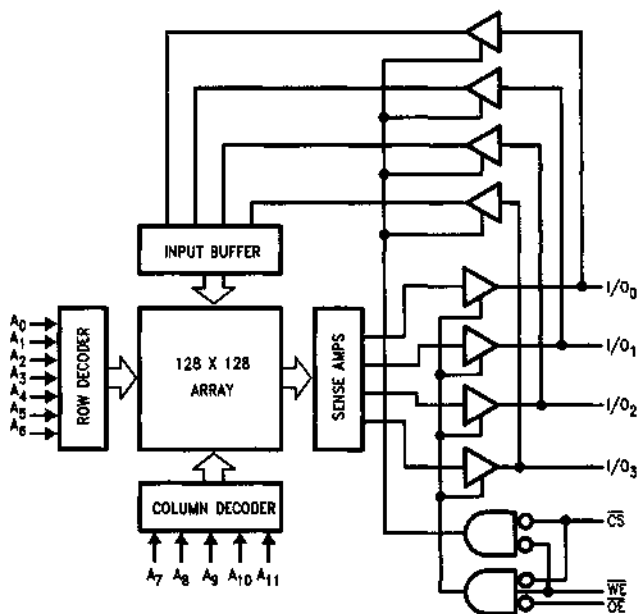 INPUT BUFFER
A0
A1
A2
A3
A4
A5
A6
ROW DECODER
128 X 128
ARRAY
SENSE AMPS
I/O0
I/O1
I/O2
I/O3
COLUMN DECODER
A7
A8
A9
A10
A11
CS
WE
OE